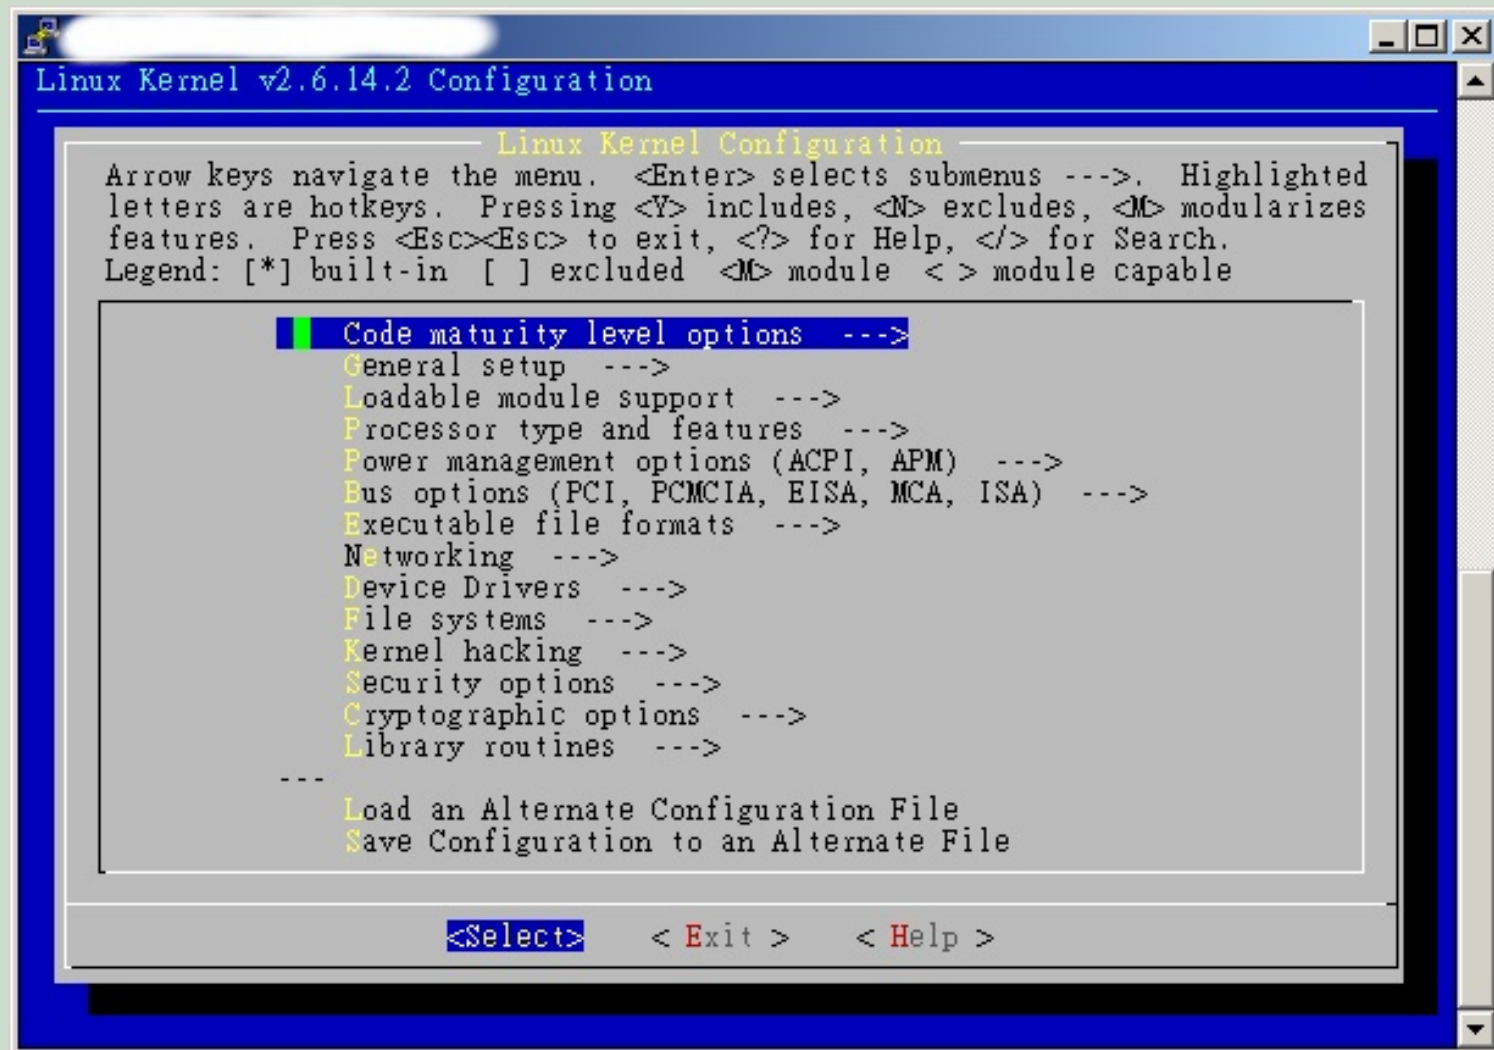 Linux Kernel v2.6.14.2 Configuration
Linux Kernel Configuration
Arrow keys navigate the menu.  <Enter> selects submenus --->.  Highlighted
letters are hotkeys.  Pressing <Y> includes, <N> excludes, <M> modularizes
features.  Press <Esc><Esc> to exit, <?> for Help, </> for Search.
Legend: [*] built-in  [ ] excluded  <M> module  < > module capable
Code maturity level options  --->
General setup  --->
Loadable module support  --->
Processor type and features  --->
Power management options (ACPI, APM)  --->
Bus options (PCI, PCMCIA, EISA, MCA, ISA)  --->
Executable file formats  --->
Networking  --->
Device Drivers  --->
File systems  --->
Kernel hacking  --->
Security options  --->
Cryptographic options  --->
Library routines  --->
---
Load an Alternate Configuration File
Save Configuration to an Alternate File
<Select>    < Exit >    < Help >